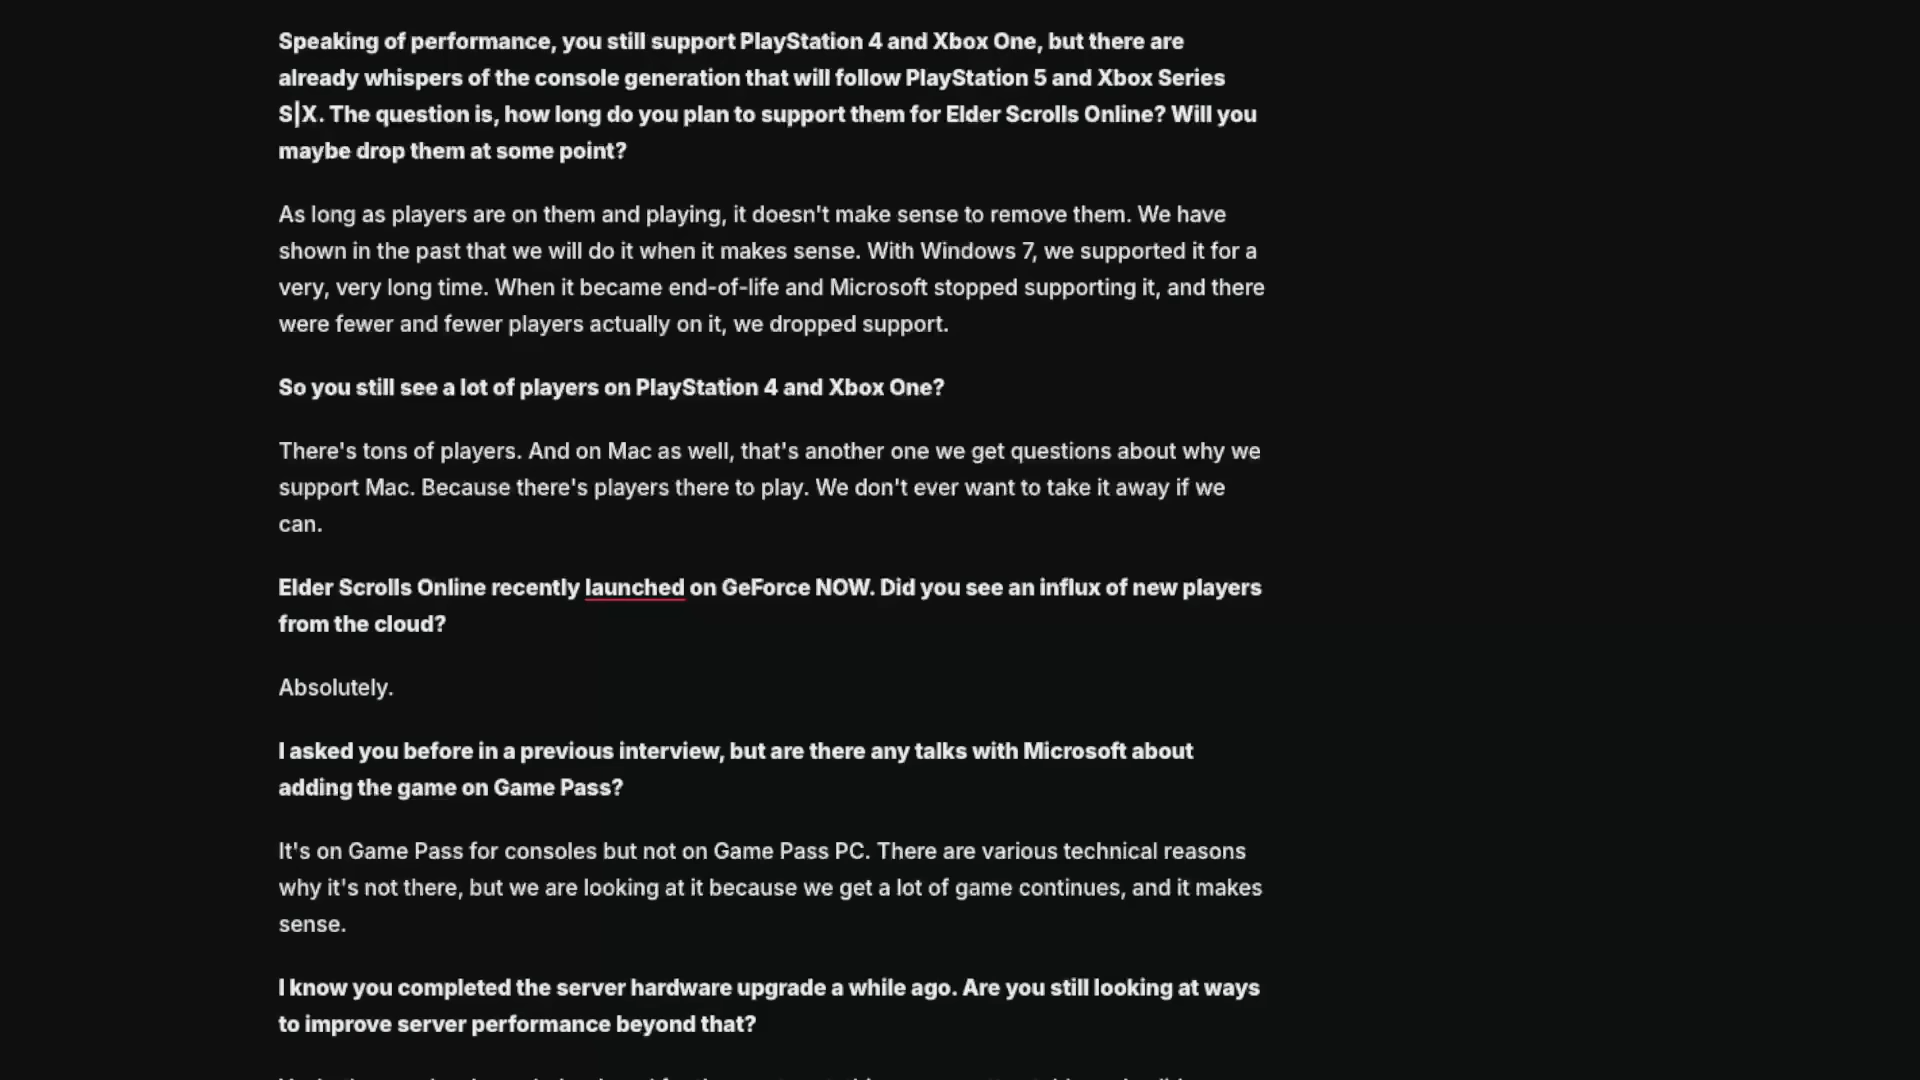 Speaking of performance, you still support PlayStation 4 and Xbox One, but there are
already whispers of the console generation that will follow PlayStation 5 and Xbox Series
S|X. The question is, how long do you plan to support them for Elder Scrolls Online? Will you
maybe drop them at some point?
As long as players are on them and playing, it doesn't make sense to remove them. We have
shown in the past that we will do it when it makes sense. With Windows 7, we supported it for a
very, very long time. When it became end-of-life and Microsoft stopped supporting it, and there
were fewer and fewer players actually on it, we dropped support.
So you still see a lot of players on PlayStation 4 and Xbox One?
There's tons of players. And on Mac as well, that's another one we get questions about why we
support Mac. Because there's players there to play. We don't ever want to take it away if we
can.
Elder Scrolls Online recently launched on GeForce NOW. Did you see an influx of new players
from the cloud?
Absolutely.
I asked you before in a previous interview, but are there any talks with Microsoft about
adding the game on Game Pass?
It's on Game Pass for consoles but not on Game Pass PC. There are various technical reasons
why it's not there, but we are looking at it because we get a lot of game continues, and it makes
sense.
I know you completed the server hardware upgrade a while ago. Are you still looking at ways
to improve server performance beyond that?